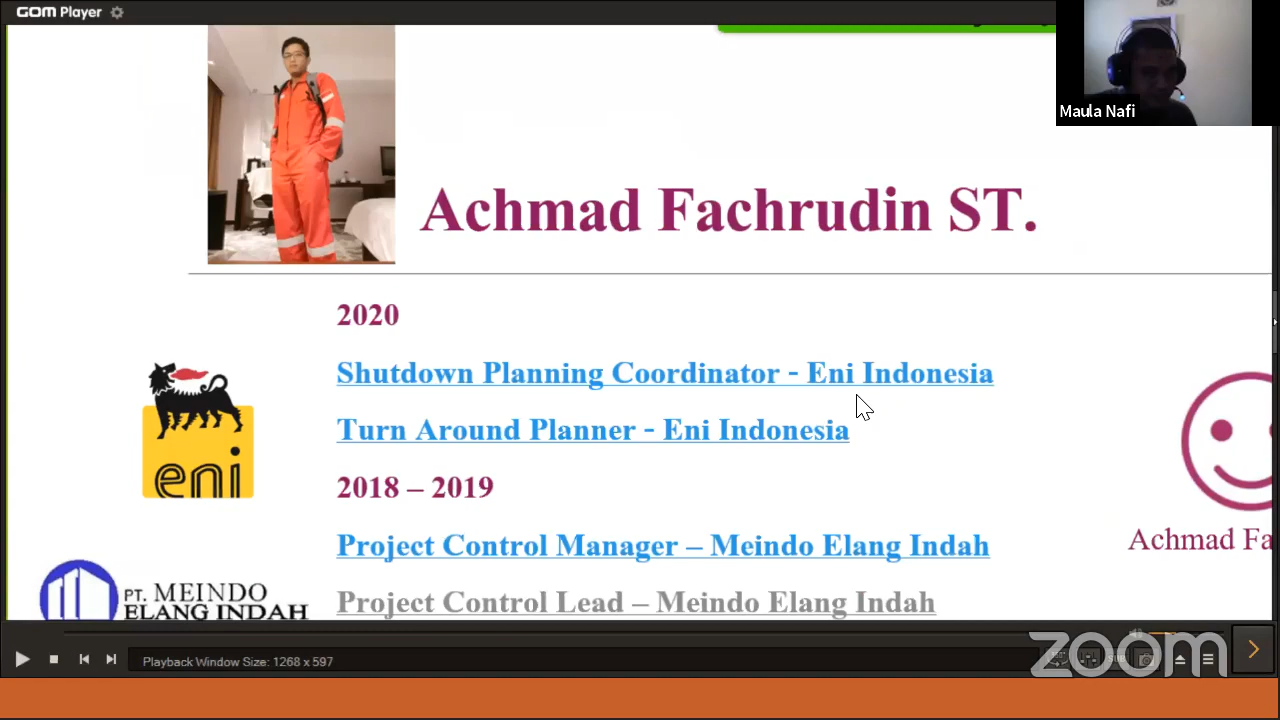 GOM Player
Maula Nafi
Achmad Fachrudin ST.
2020
Shutdown Planning Coordinator - Eni Indonesia
Turn Around Planner - Eni Indonesia
eni
2018 – 2019
Project Control Manager – Meindo Elang Indah
Achmad Fa
PT. MEINDO
ELANG INDAH
Project Control Lead – Meindo Elang Indah
Playback Window Size: 1268 x 597
zoom